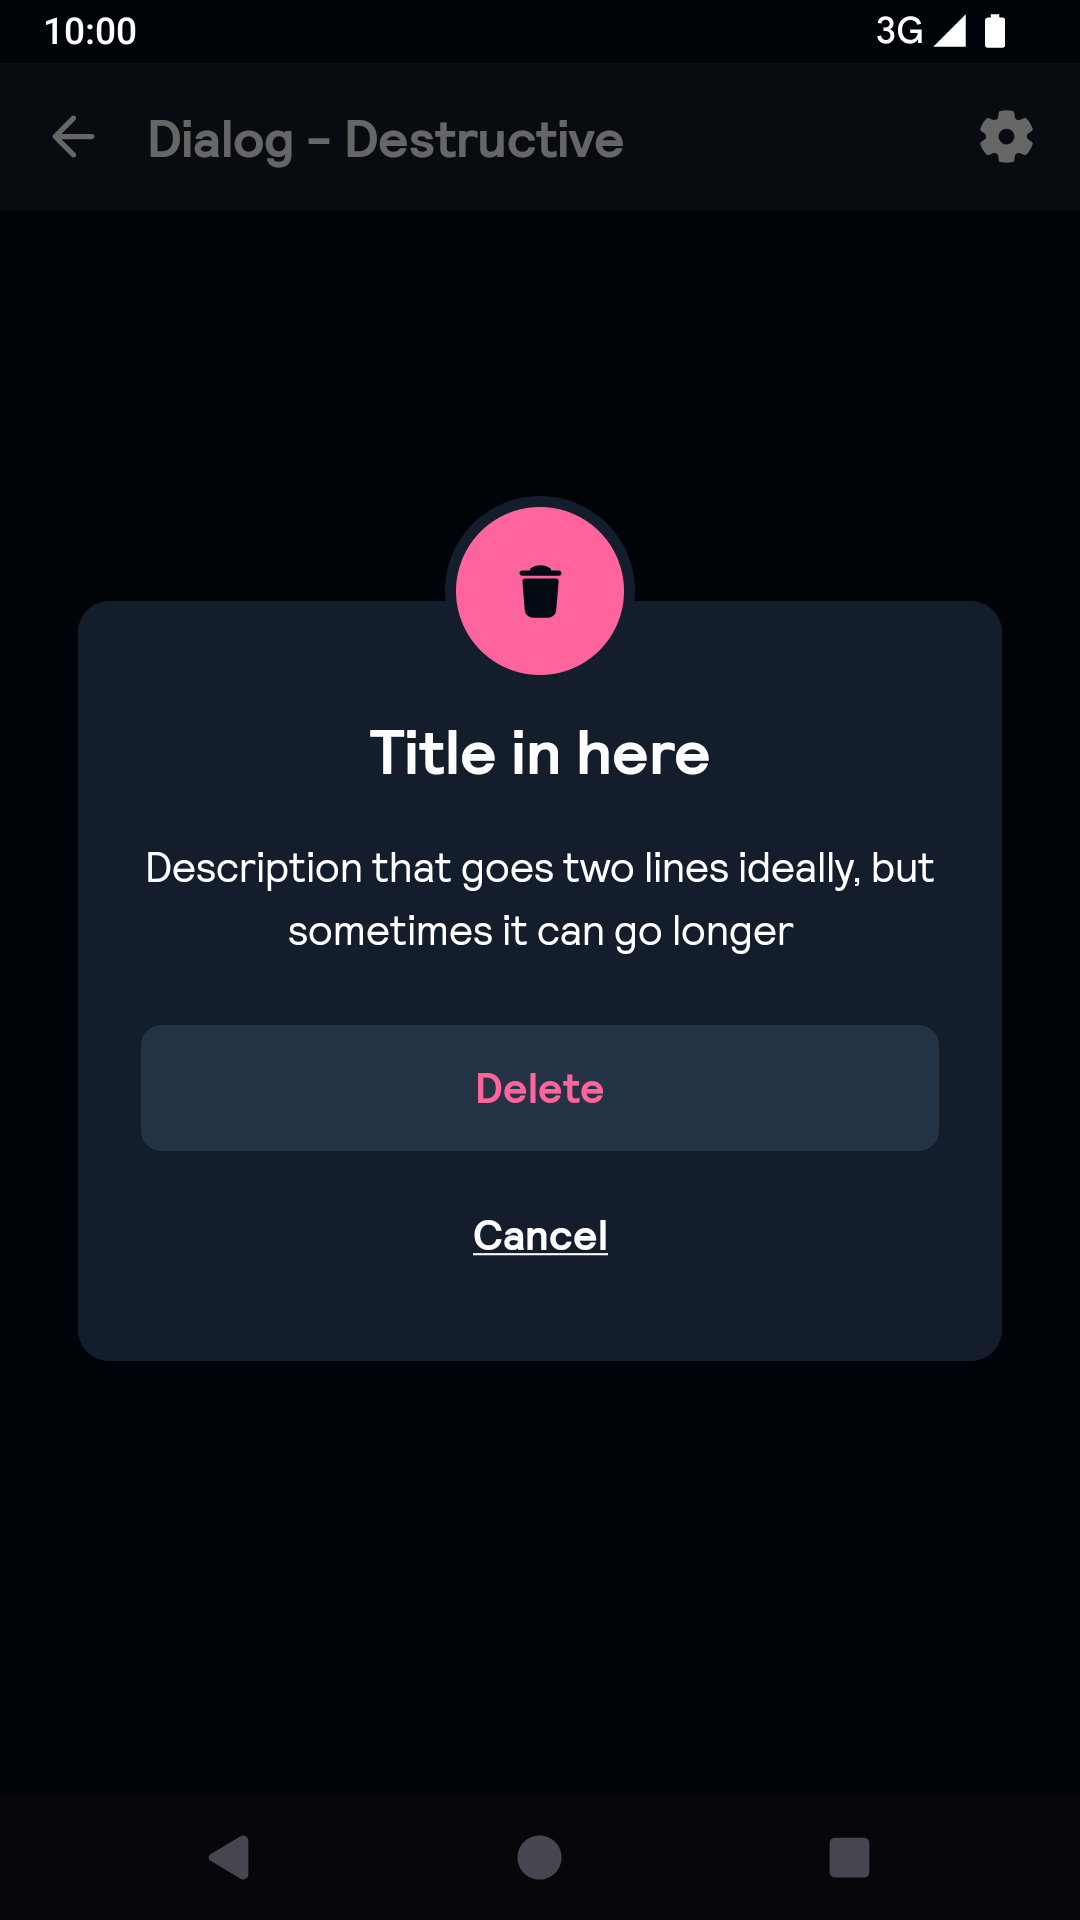 10:00
3G
Dialog - Destructive
Title in here
Description that goes two lines ideally, but
sometimes it can go longer
Delete
Cancel